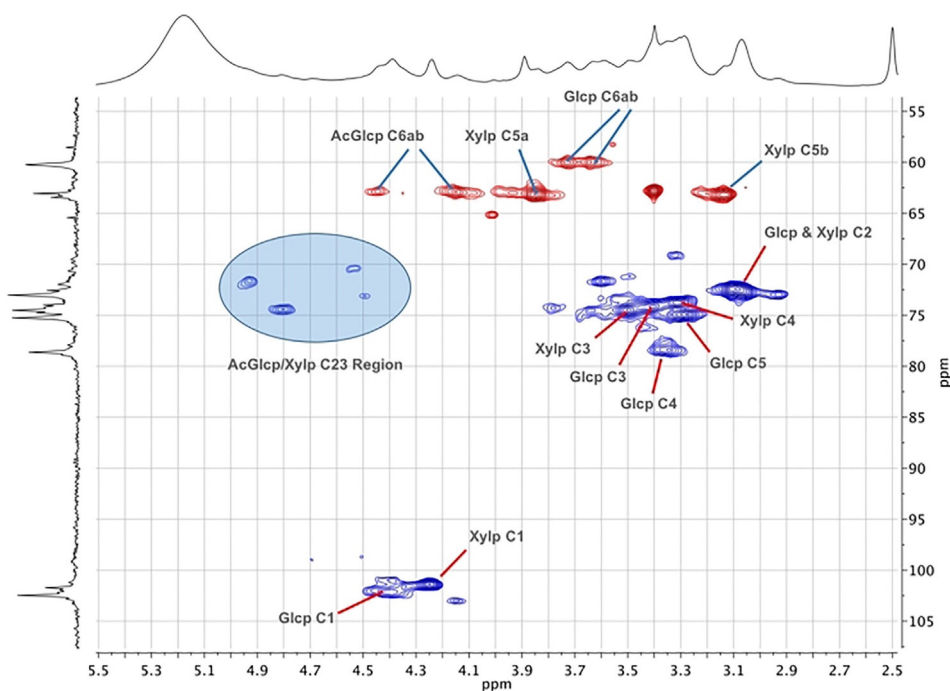 Glcp C6ab
AcGlcp C6ab
Xylp C5a
Xylp C5b
Glcp & Xylp C2
Xylp C4
Xylp C3
Glcp C5
Glcp C3
AcGlcp/Xylp C23 Region
Glcp C4
Xylp C1
Glcp C1
55
60
65
70
75
80
85
90
95
100
105
ppm
5.5 5.3 5.1 4.9 4.7 4.5 4.3 4.1 3.9 3.7 3.5 3.3 3.1 2.9 2.7 2.5
ppm